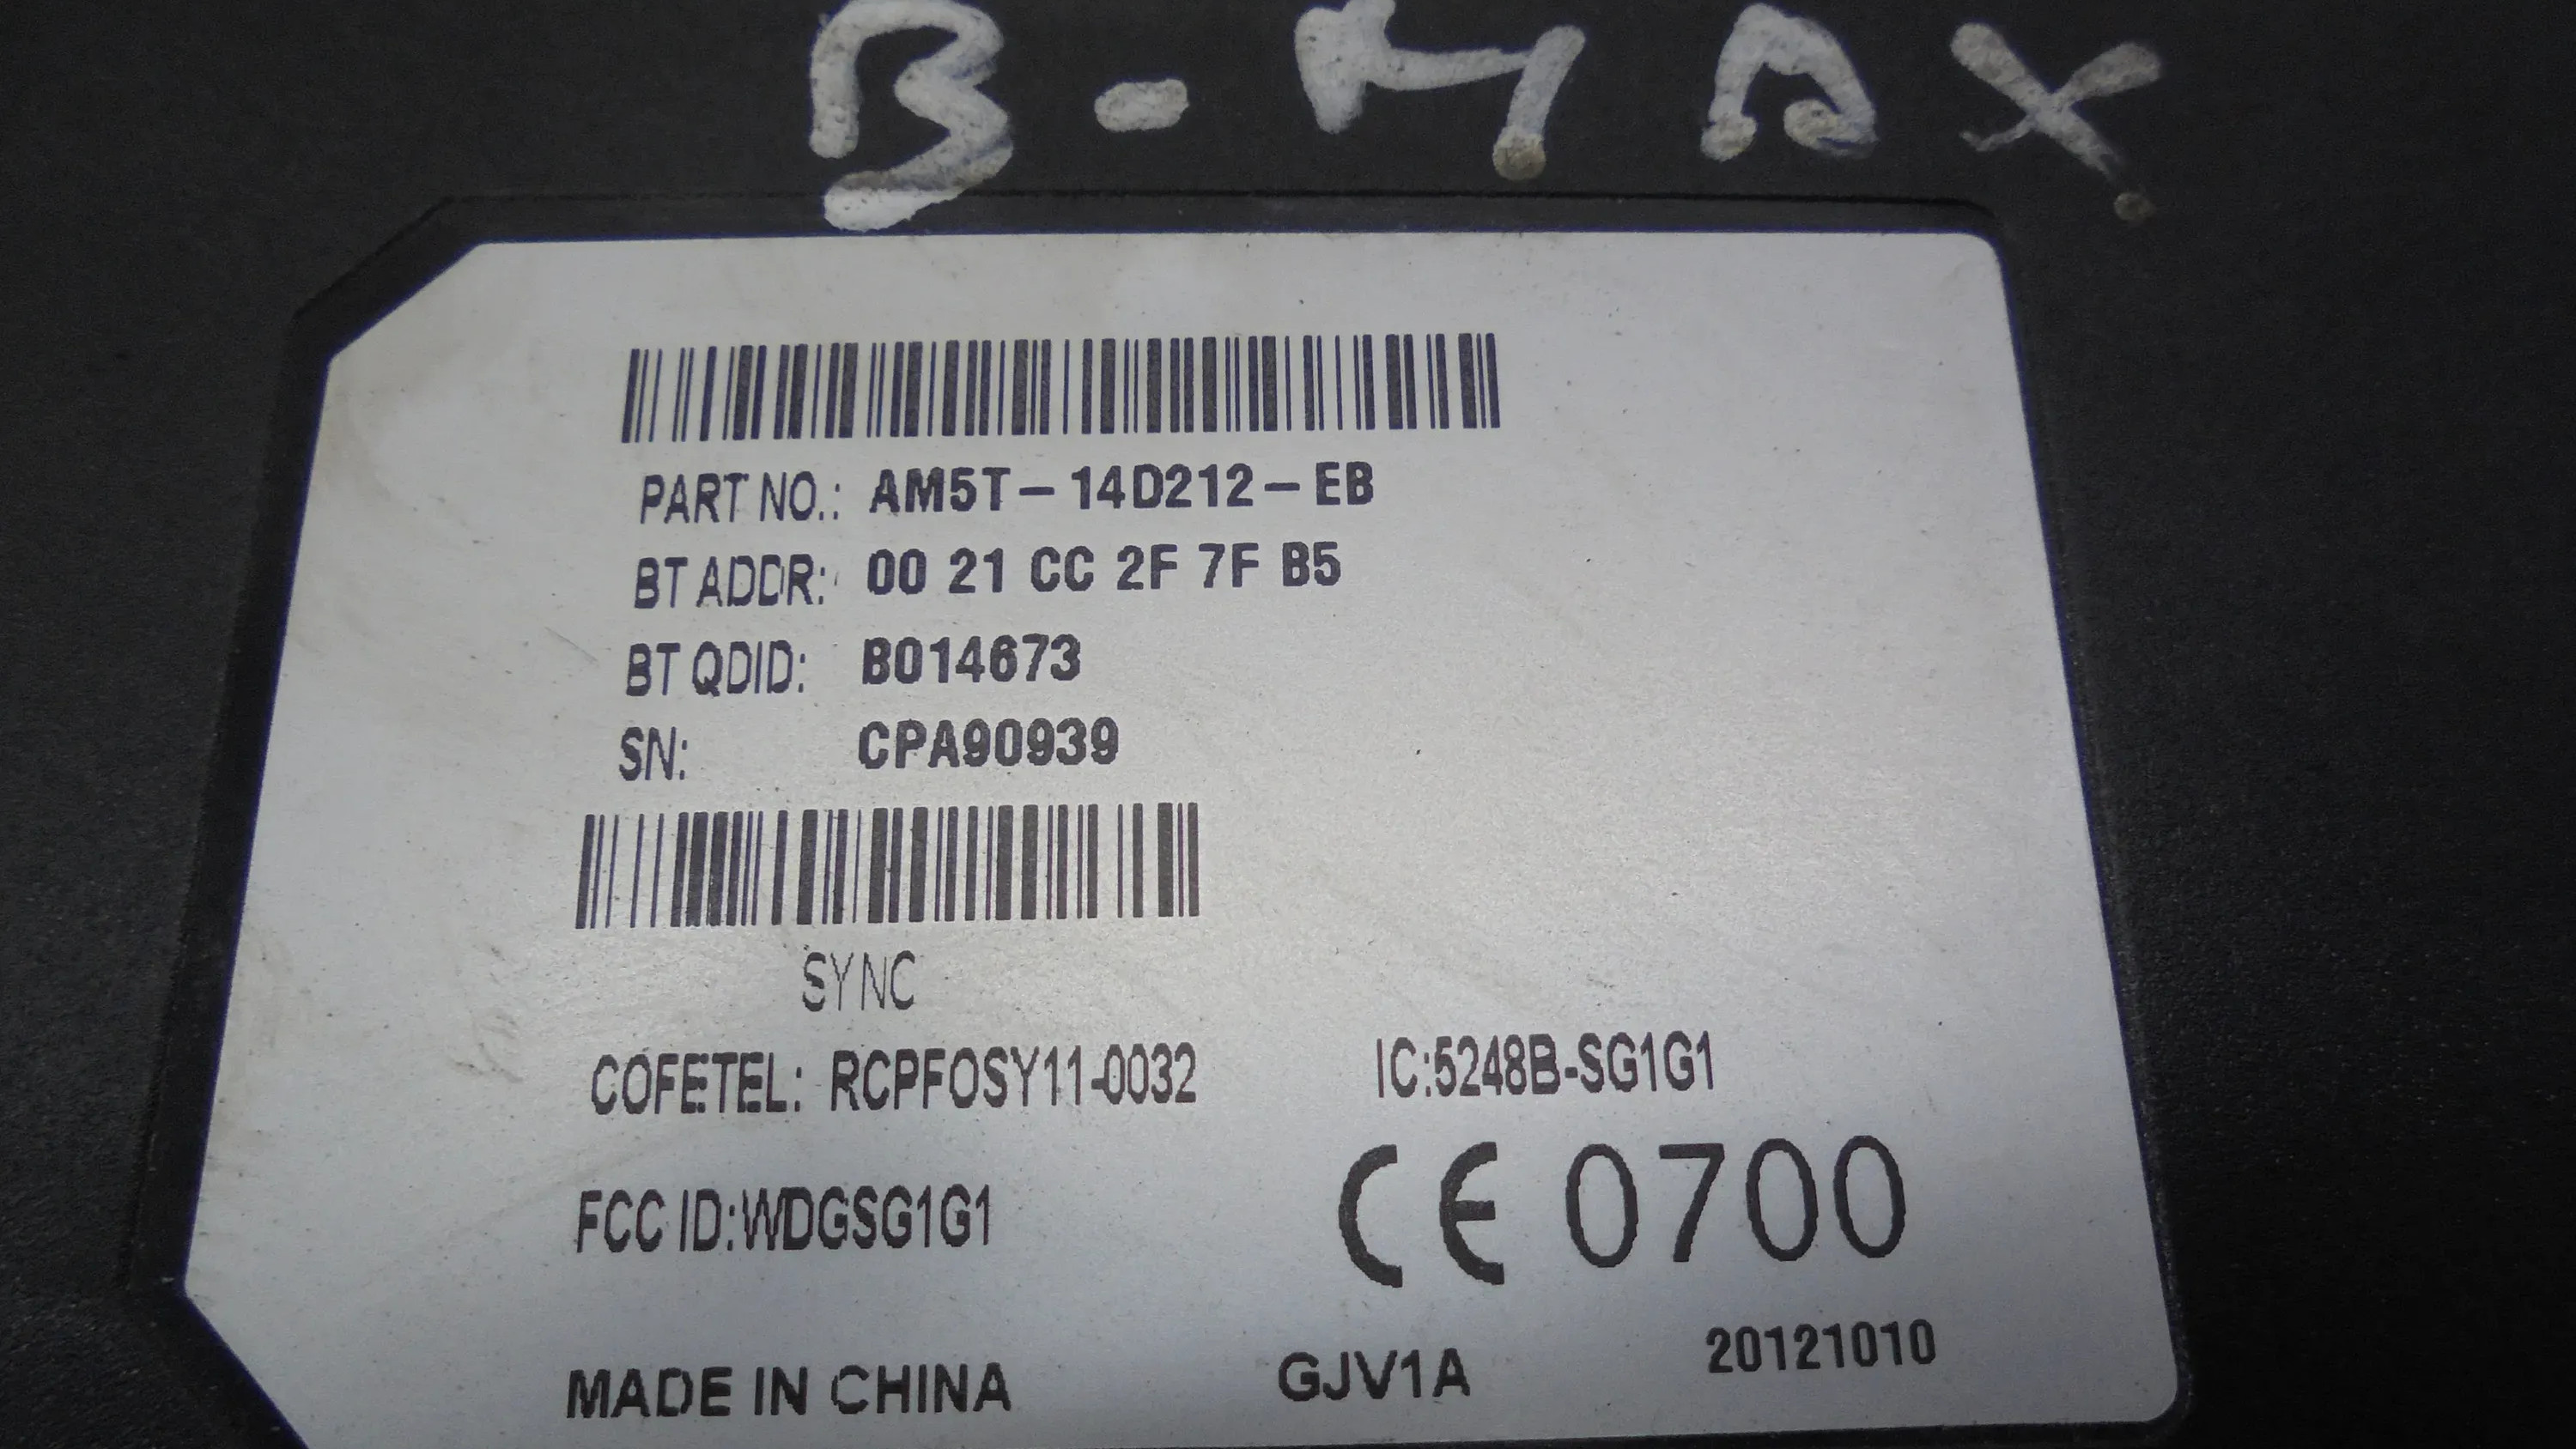 B-MAX
PART NO.: AM5T-14D212-EB
BT ADDR: 00 21 CC 2F 7F B5
BT QDID: B014673
SN: CPA90939
SYNC
COFETEL: RCPFOSY11-0032 IC:5248B-SG1G1
FCC ID:WDGSG1G1 CE 0700
MADE IN CHINA GJV1A 20121010